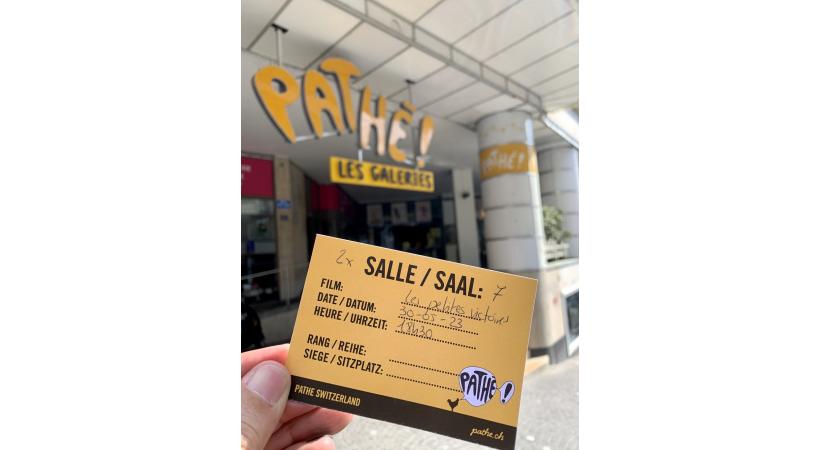 PATHÉ!
LES GALERIES
PATHÉ!
2x SALLE / SAAL: 7
FILM: Les petites victoires
DATE / DATUM: 30-05-23
HEURE / UHRZEIT: 18h30
RANG / REIHE:
SIEGE / SITZPLATZ:
PATHÉ!
PATHE SWITZERLAND
pathe.ch